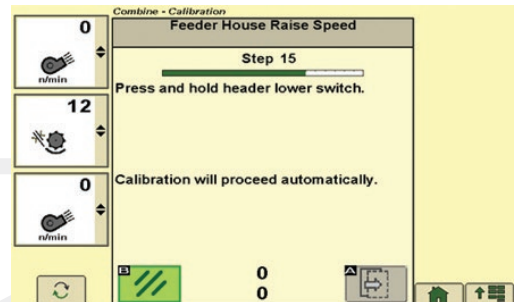 Combine - Calibration
0
n/min
12
0
n/min
Feeder House Raise Speed
Step 15
Press and hold header lower switch.
Calibration will proceed automatically.
B
0
0
A